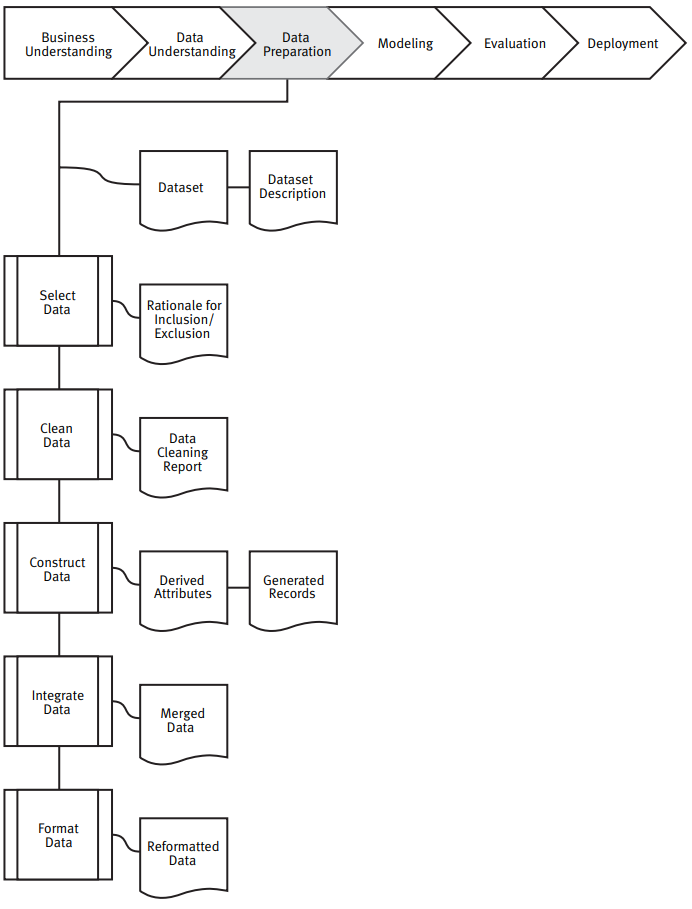 Business
Understanding
Data
Understanding
Data
Preparation
Modeling
Evaluation
Deployment
Dataset
Dataset
Description
Select
Data
Rationale for
Inclusion/
Exclusion
Clean
Data
Data
Cleaning
Report
Construct
Data
Derived
Attributes
Generated
Records
Integrate
Data
Merged
Data
Format
Data
Reformatted
Data